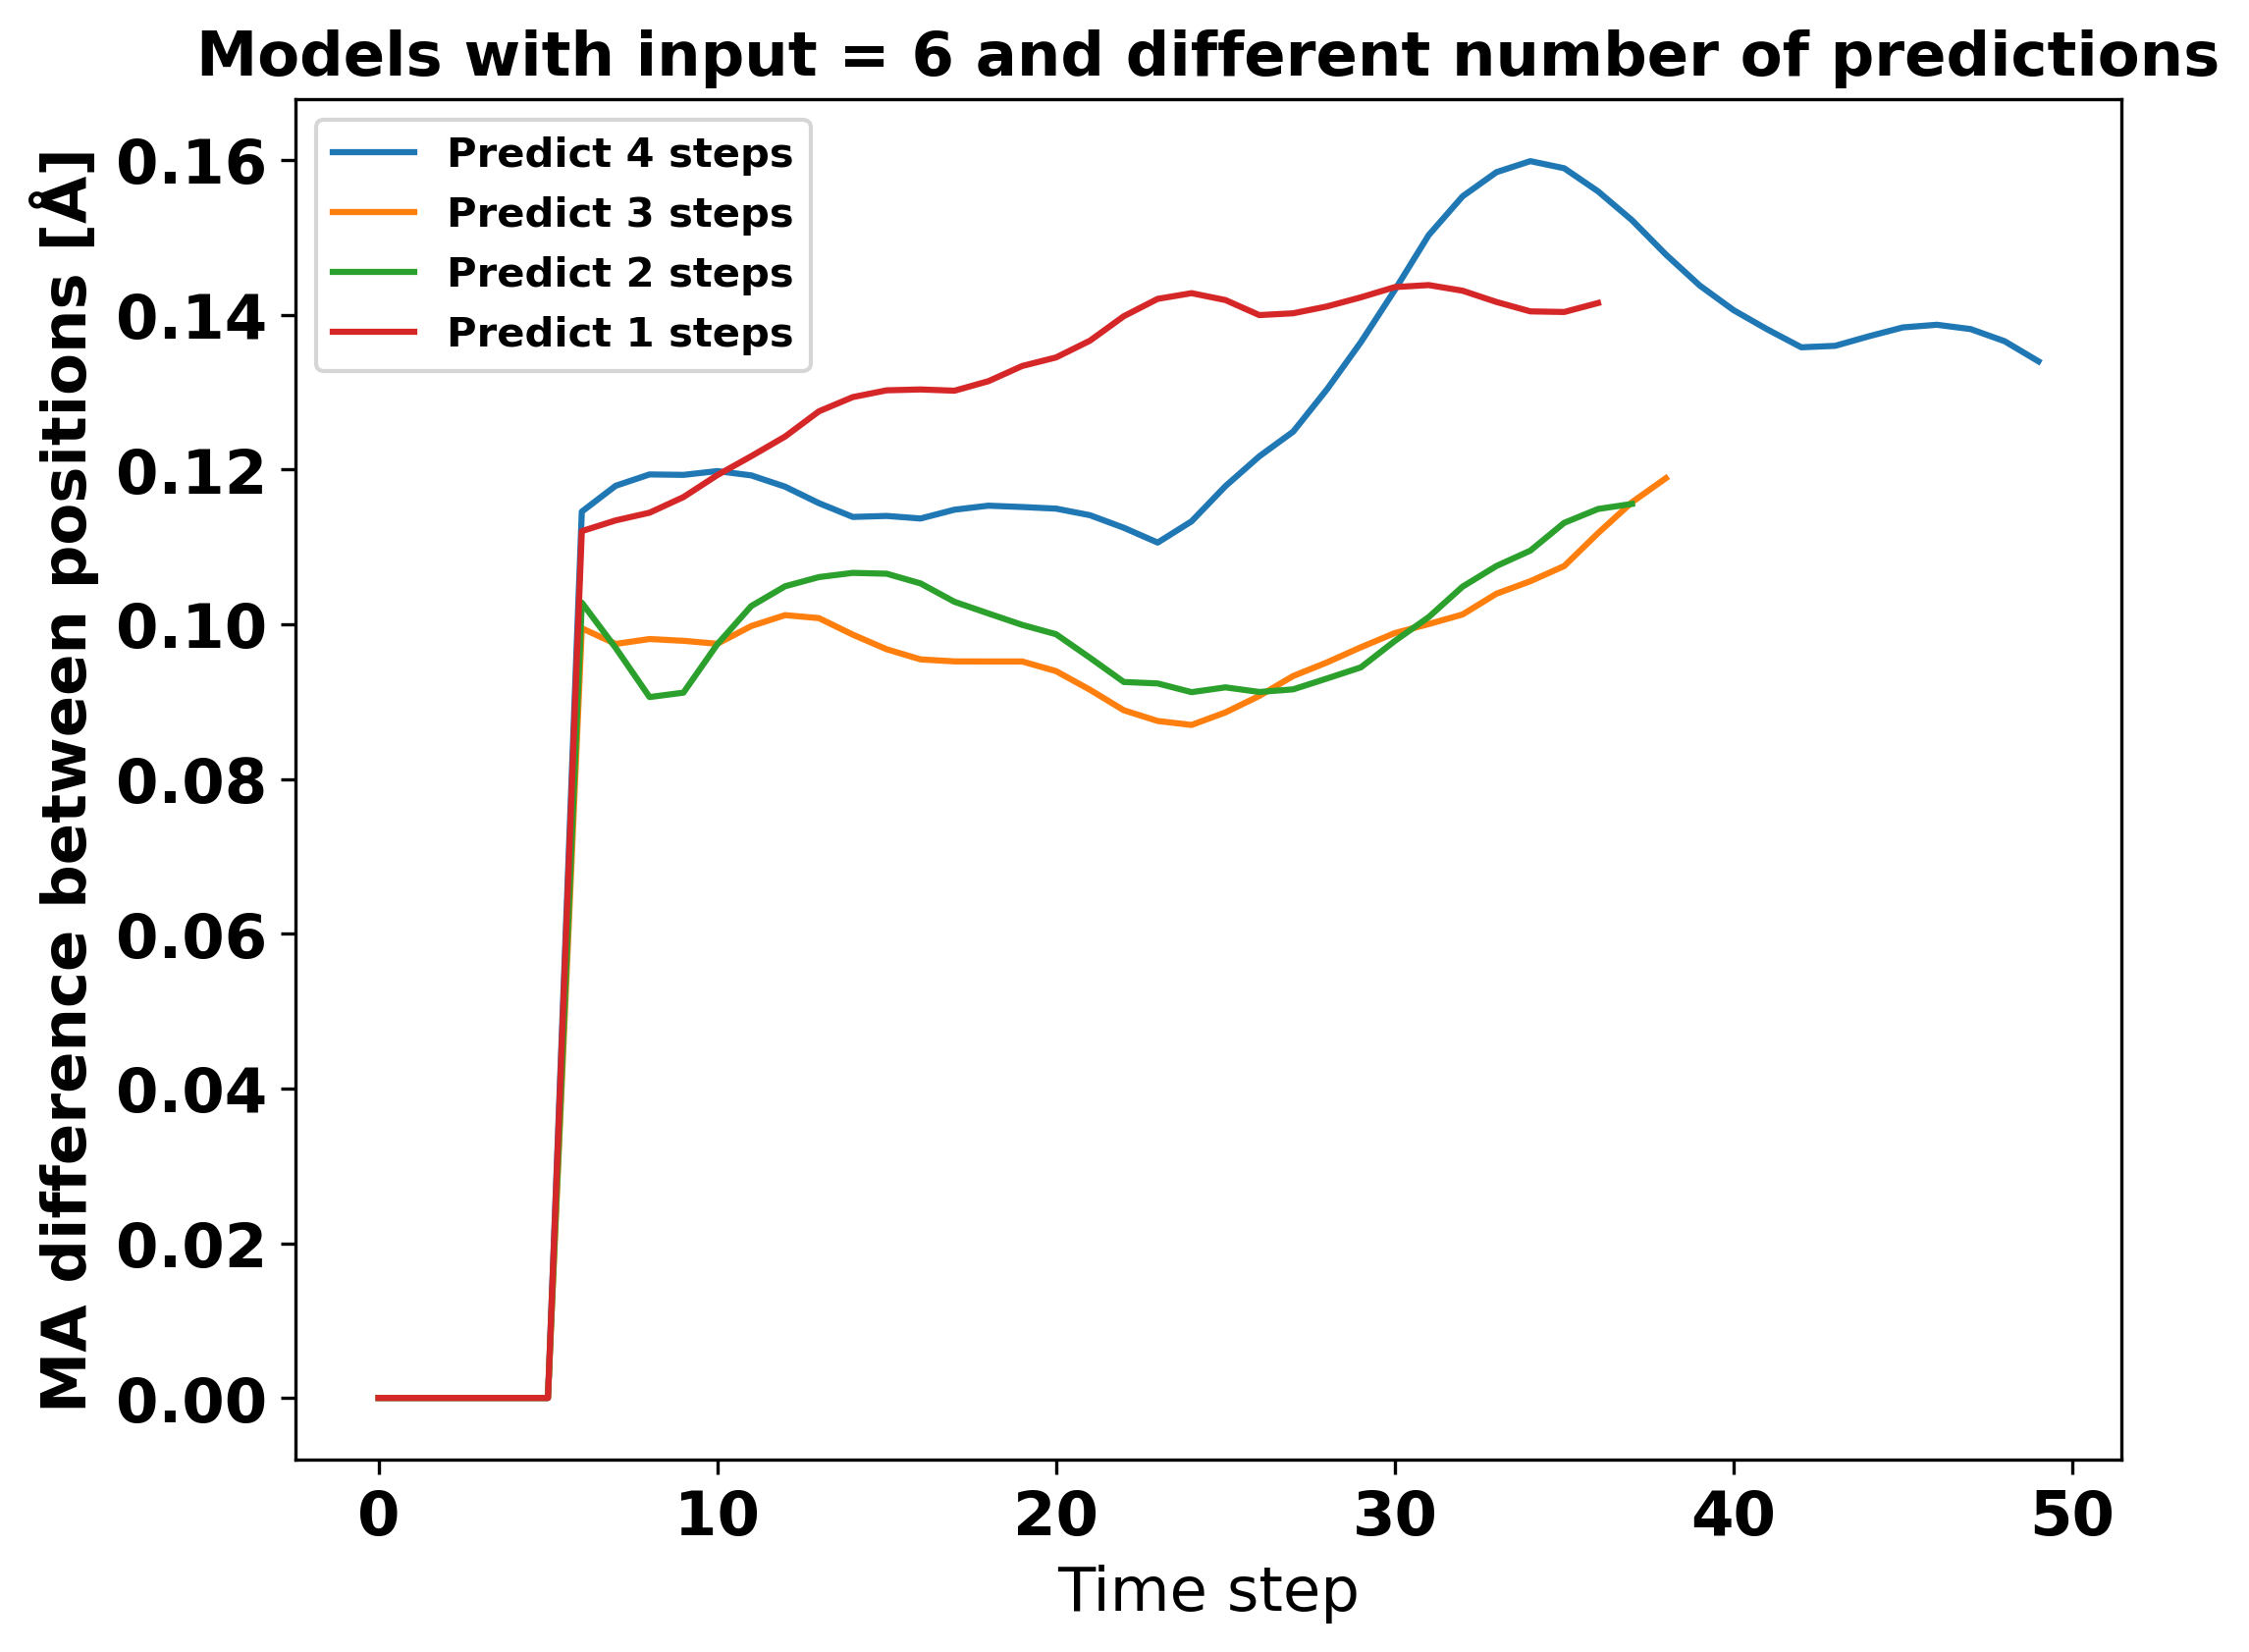 Models with input = 6 and different number of predictions
MA difference between positions [Å]
0.16
0.14
0.12
0.10
0.08
0.06
0.04
0.02
0.00
Predict 4 steps
Predict 3 steps
Predict 2 steps
Predict 1 steps
0 10 20 30 40 50
Time step